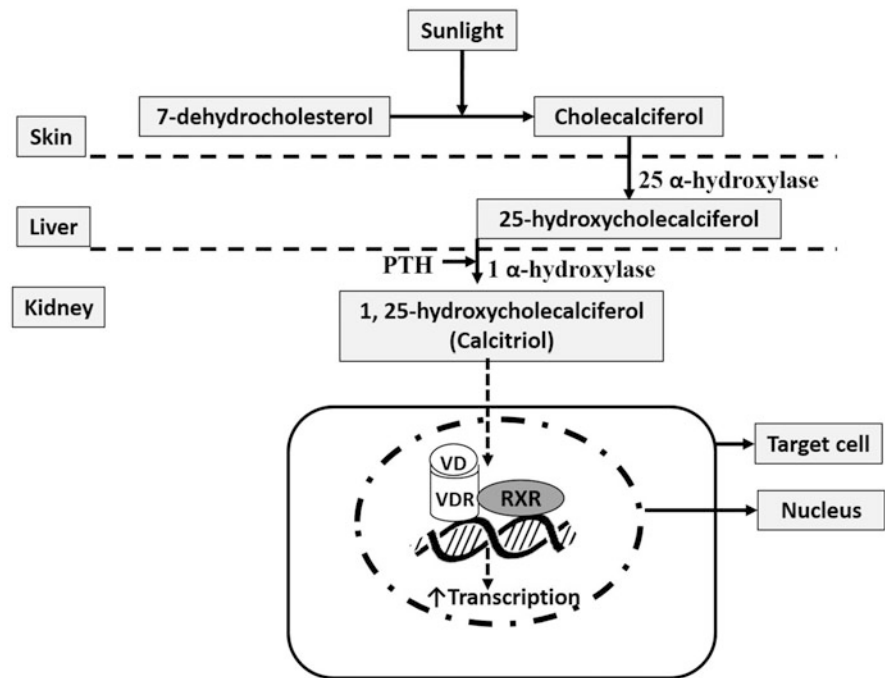 Sunlight
7-dehydrocholesterol
Cholecalciferol
Skin
25 α-hydroxylase
25-hydroxycholecalciferol
Liver
PTH
1 α-hydroxylase
Kidney
1, 25-hydroxycholecalciferol
(Calcitriol)
Target cell
VD
VDR
RXR
Nucleus
↑Transcription